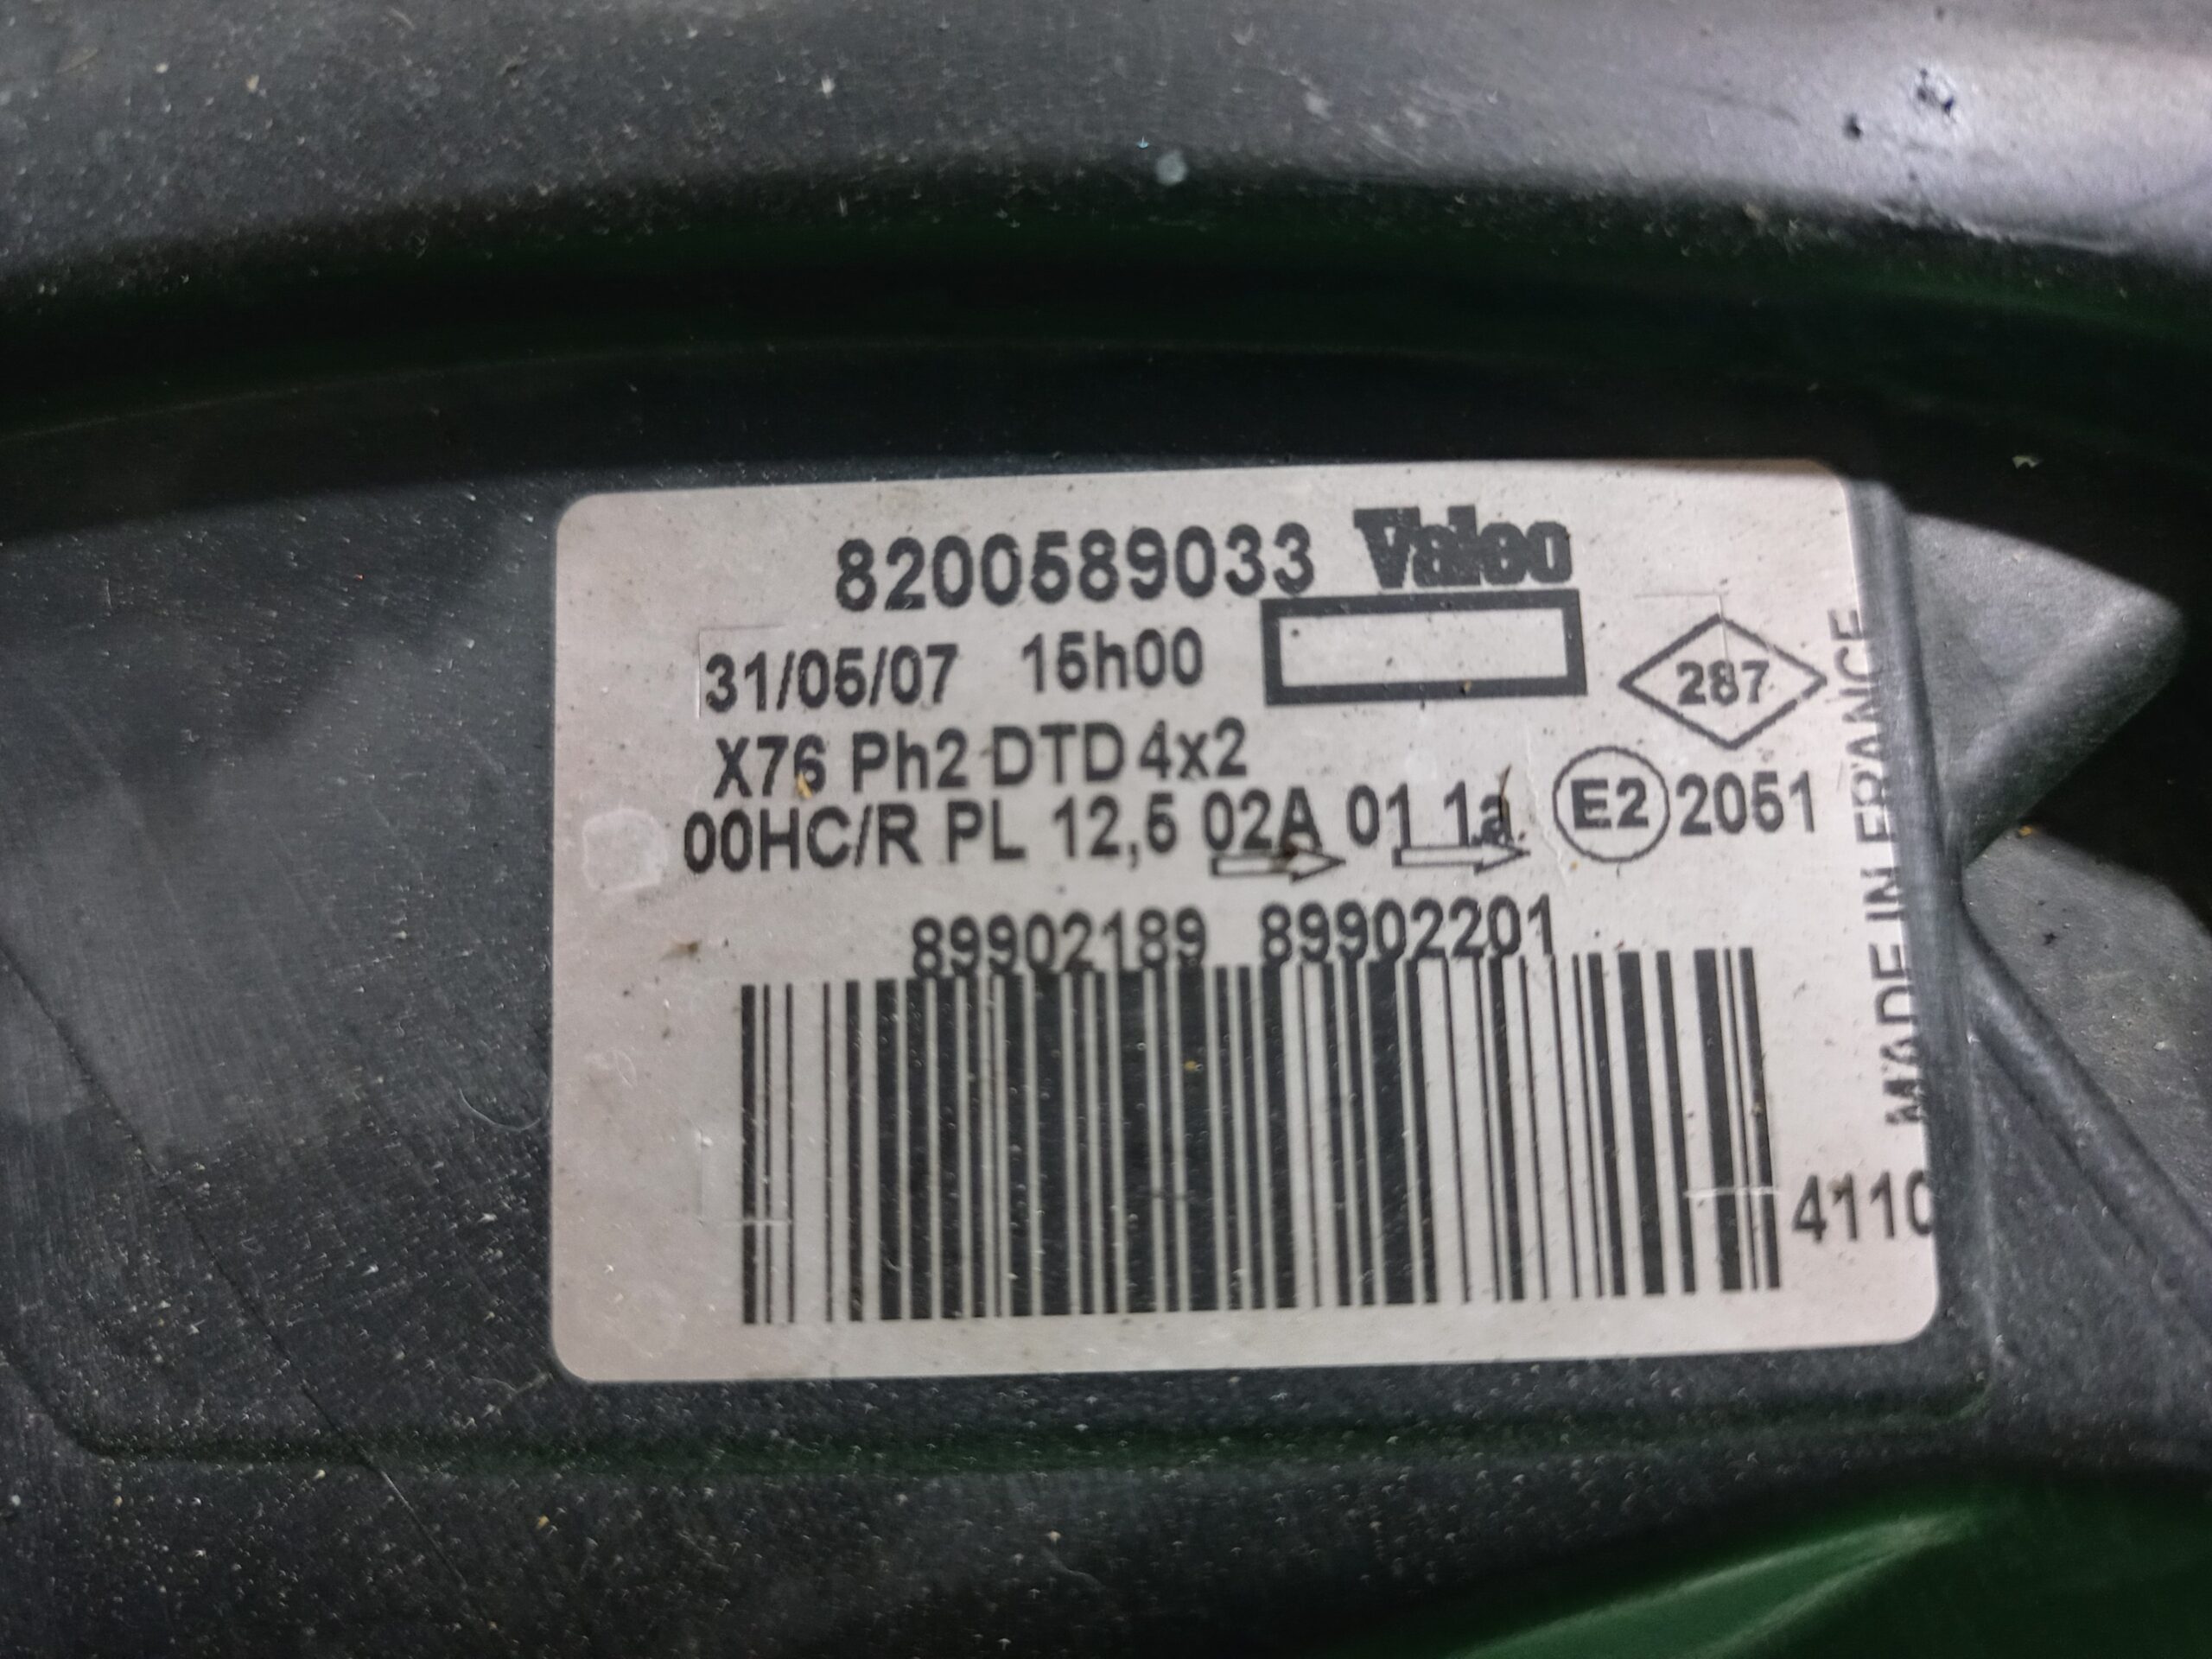 8200589033 Valeo
31/05/07 15h00
287
X76 Ph2 DTD 4x2
00HC/R PL 12,5 02A 01 1a E2 2051
89902189 89902201
4110
MADE IN FRANCE